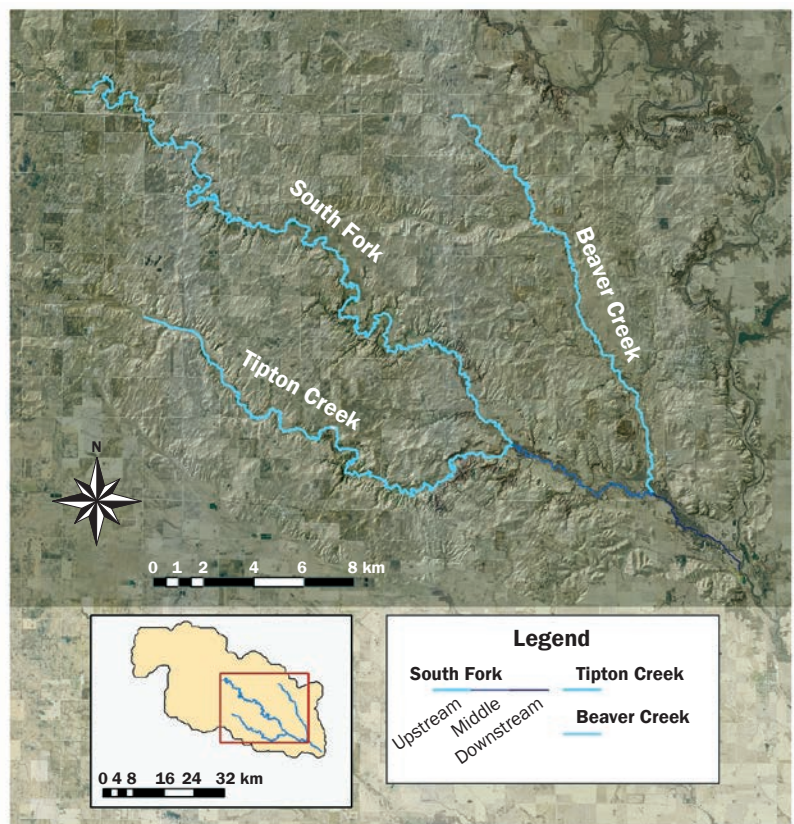 South Fork
Beaver Creek
Tipton Creek
N
0 1 2 4 6 8 km
Legend
South Fork Tipton Creek
Upstream Middle Downstream
Beaver Creek
0 4 8 16 24 32 km